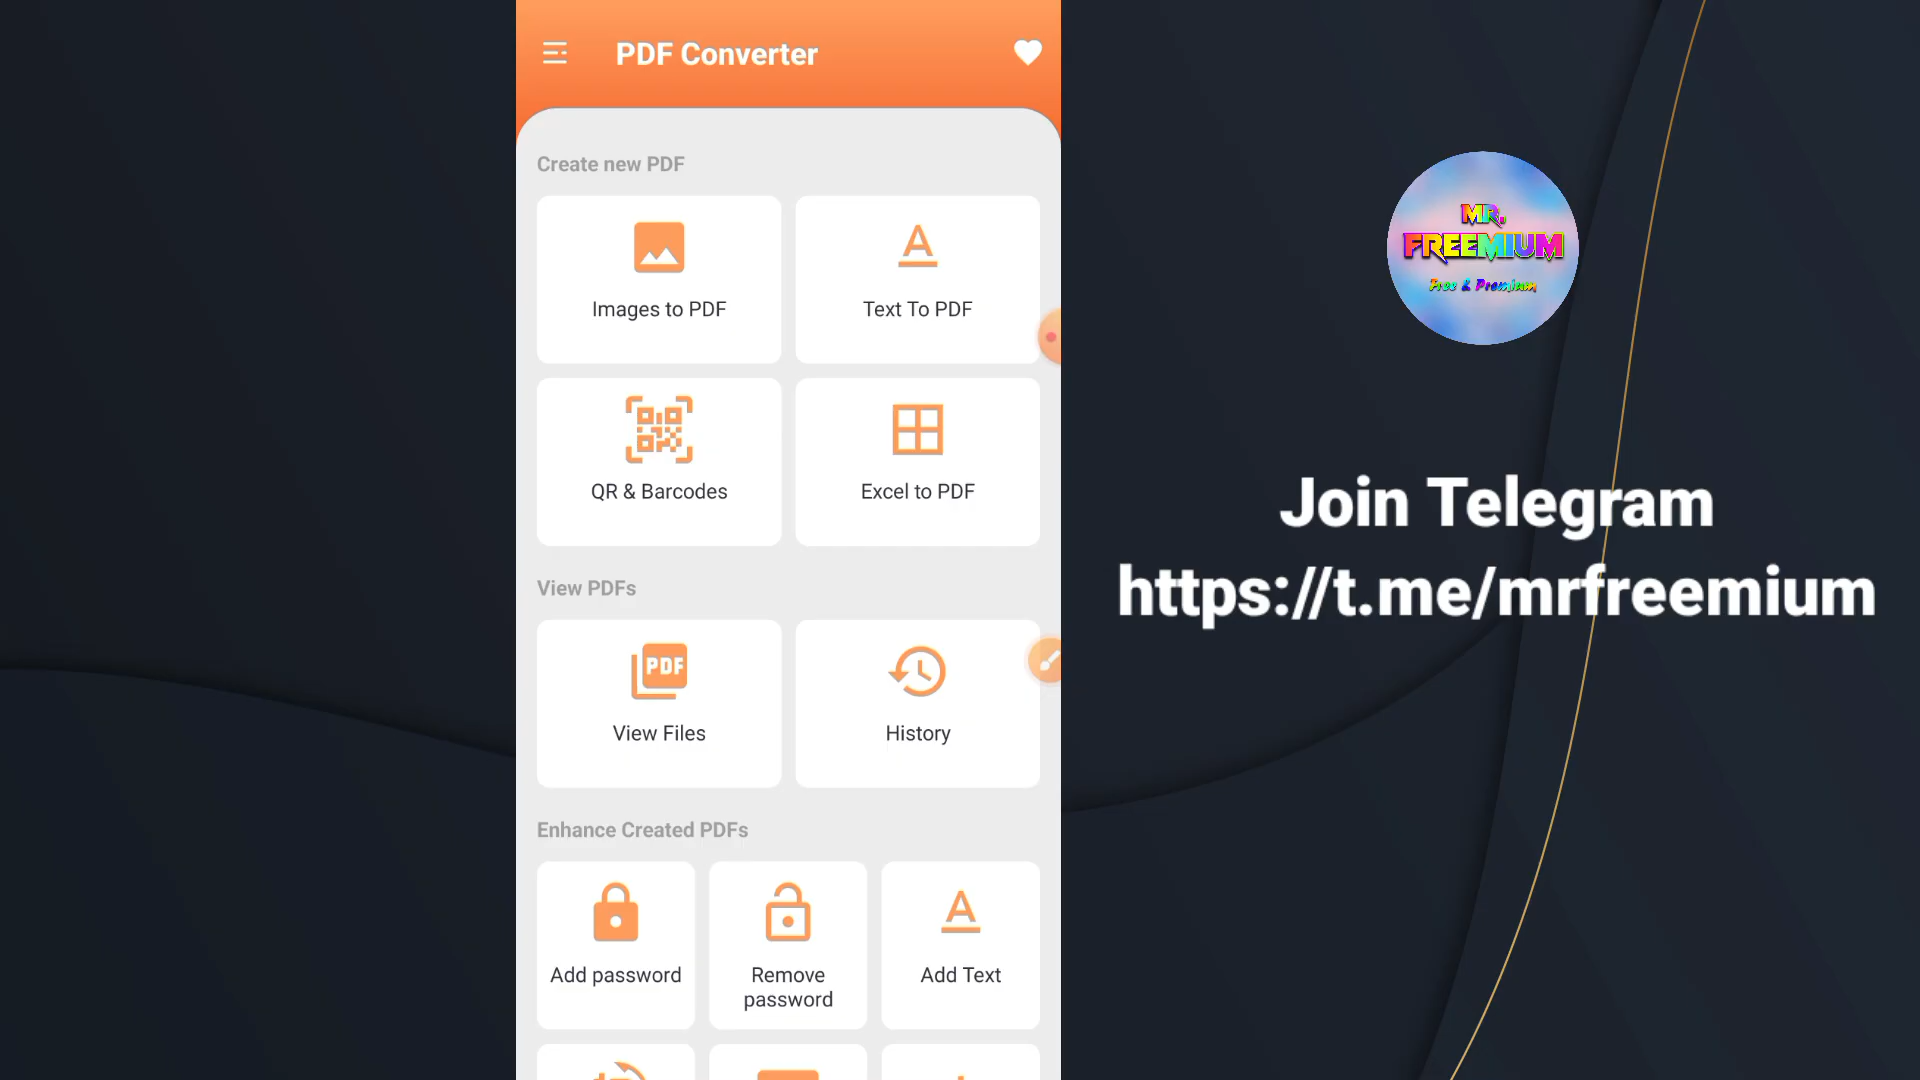 PDF Converter
Create new PDF
Images to PDF
Text To PDF
QR & Barcodes
Excel to PDF
View PDFs
PDF
View Files
History
Enhance Created PDFs
Add password
Remove
password
Add Text
MR.
FREEMIUM
Free & Premium
Join Telegram
https://t.me/mrfreemium